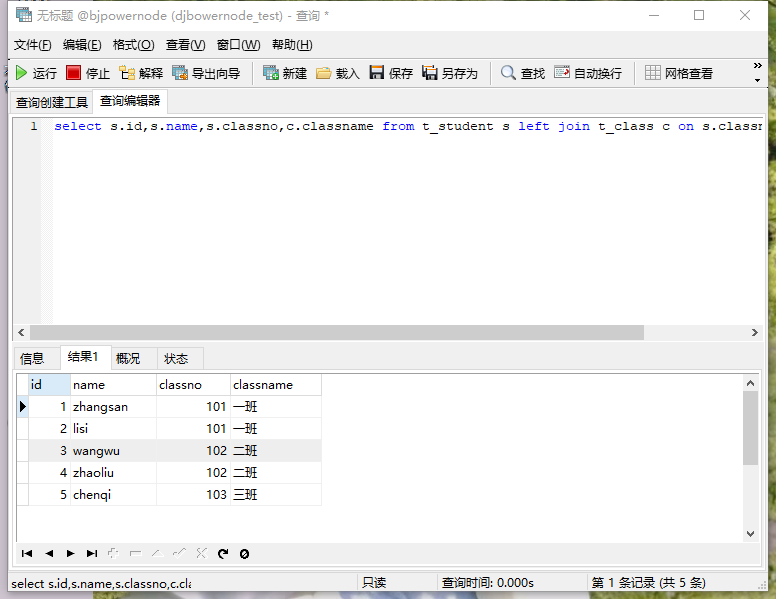 无标题 @bjpowernode (djbowernode_test) - 查询 *
文件(F) 编辑(E) 格式(O) 查看(V) 窗口(W) 帮助(H)
运行 停止 解释 导出向导 新建 载入 保存 另存为 查找 自动换行 网格查看 »
查询创建工具 查询编辑器
1 select s.id,s.name,s.classno,c.classname from t_student s left join t_class c on s.classn
信息 结果1 概况 状态
id name classno classname
1 zhangsan 101 一班
2 lisi 101 一班
3 wangwu 102 二班
4 zhaoliu 102 二班
5 chenqi 103 三班
select s.id,s.name,s.classno,c.cla 只读 查询时间: 0.000s 第 1 条记录 (共 5 条)